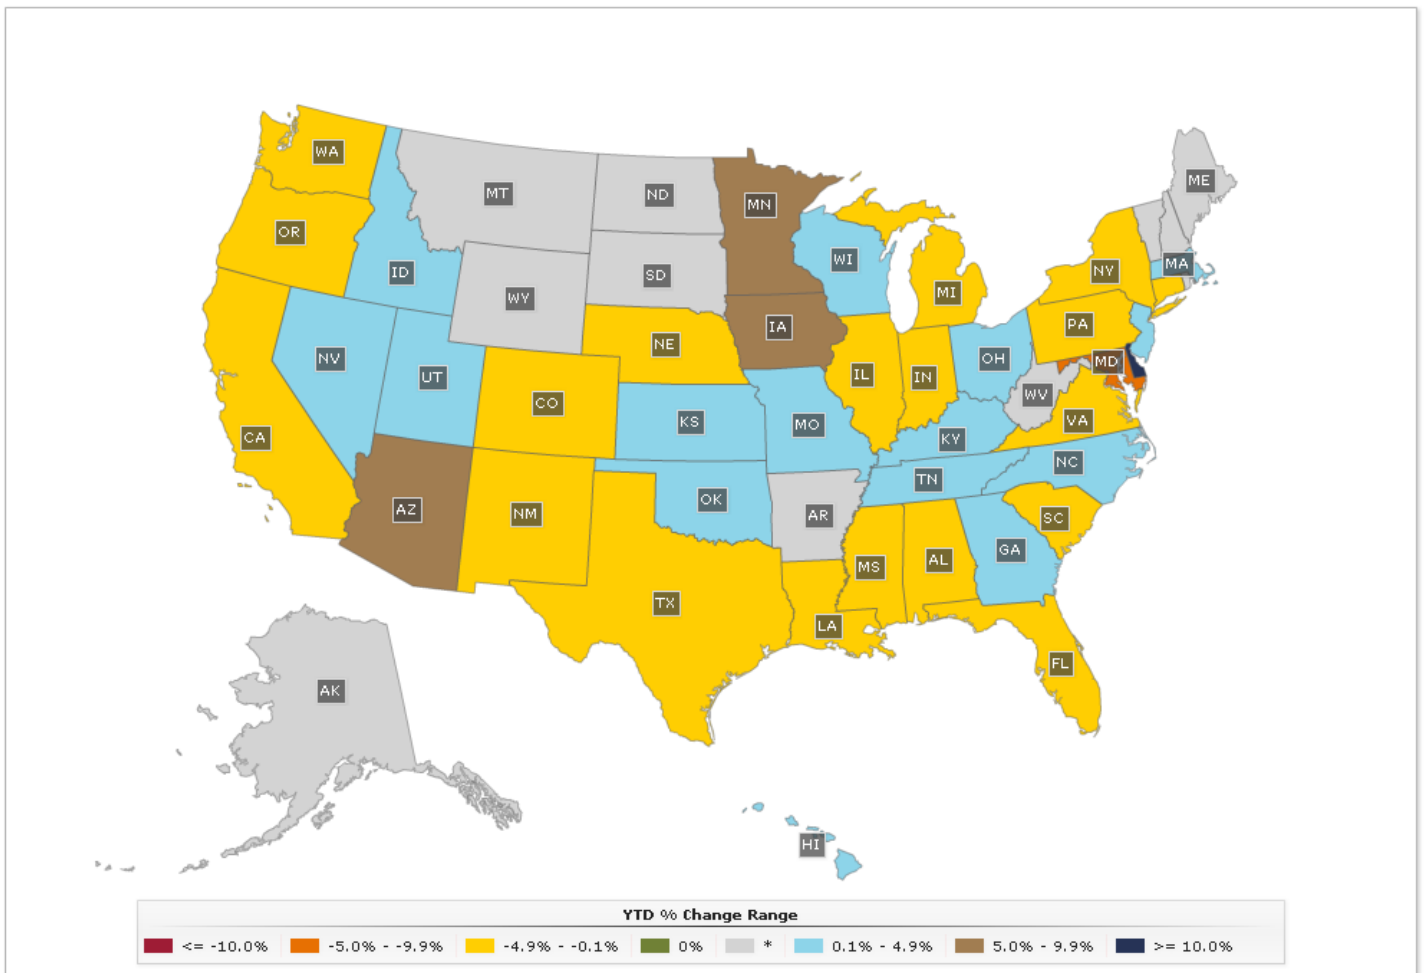 WA
MT
ND
MN
ME
OR
ID
WY
SD
WI
MI
NY
MA
NV
UT
CO
NE
IA
IL
IN
OH
PA
MD
WV
VA
CA
AZ
NM
KS
MO
KY
NC
TN
OK
AR
SC
GA
MS
AL
TX
LA
FL
AK
HI
YTD % Change Range
<= -10.0% -5.0% - -9.9% -4.9% - -0.1% 0% * 0.1% - 4.9% 5.0% - 9.9% >= 10.0%